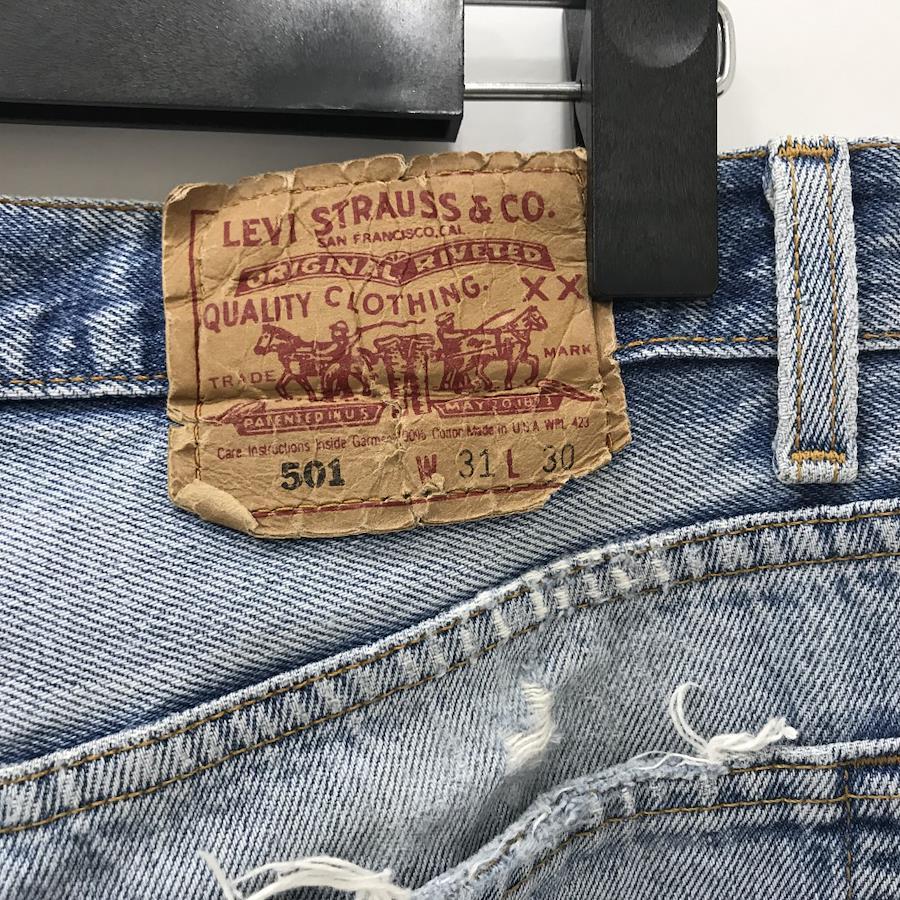 LEVI STRAUSS & CO.
SAN FRANCISCO, CAL.
ORIGINAL RIVETED
QUALITY CLOTHING. XX
TRADE MARK
PATENTED IN U.S. MAY 20 1873
Care Instructions Inside Garment 100% Cotton Made in U.S.A. WPL 423
501 W 31 L 30